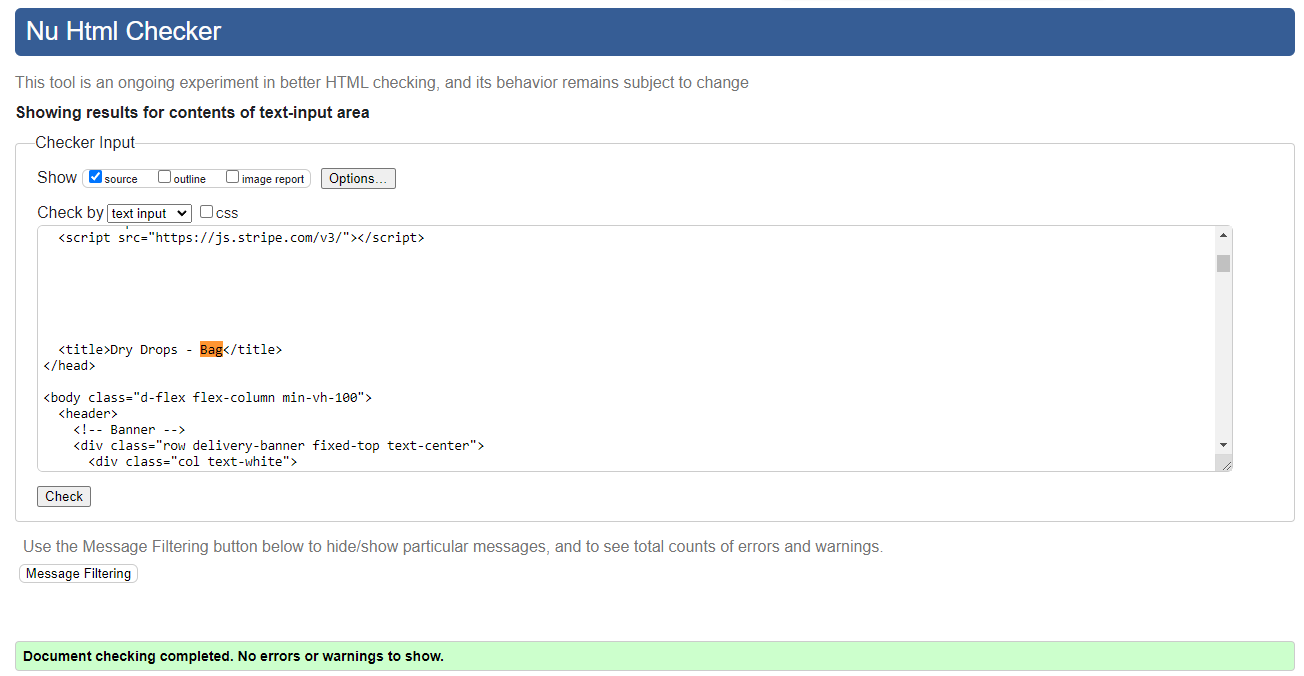 Nu Html Checker
This tool is an ongoing experiment in better HTML checking, and its behavior remains subject to change
Showing results for contents of text-input area
Checker Input
Show source outline image report Options...
Check by text input css
<script src="https://js.stripe.com/v3/"></script>
<title>Dry Drops - Bag</title>
</head>
<body class="d-flex flex-column min-vh-100">
<header>
<!-- Banner -->
<div class="row delivery-banner fixed-top text-center">
<div class="col text-white">
Check
Use the Message Filtering button below to hide/show particular messages, and to see total counts of errors and warnings.
Message Filtering
Document checking completed. No errors or warnings to show.